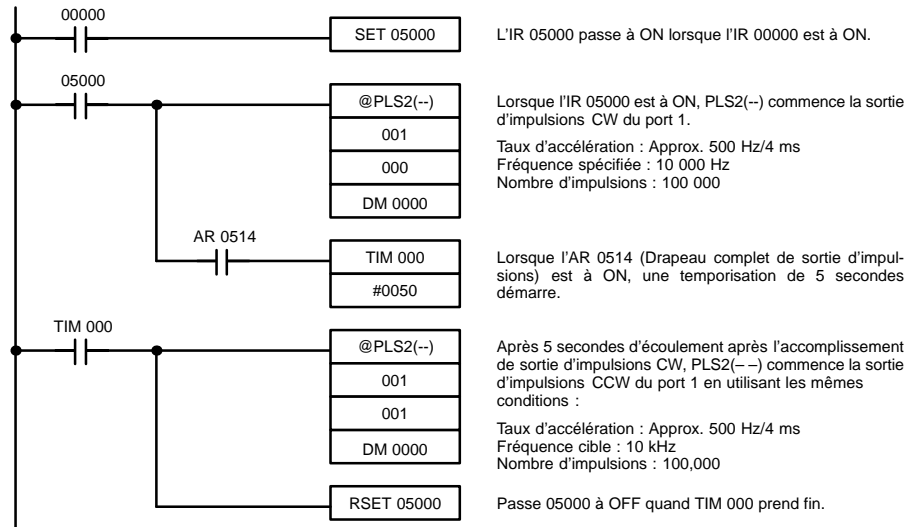 00000
SET 05000
L'IR 05000 passe à ON lorsque l'IR 00000 est à ON.
05000
@PLS2(--)
001
000
DM 0000
Lorsque l'IR 05000 est à ON, PLS2(--) commence la sortie
d'impulsions CW du port 1.
Taux d'accélération : Approx. 500 Hz/4 ms
Fréquence spécifiée : 10 000 Hz
Nombre d'impulsions : 100 000
AR 0514
TIM 000
#0050
Lorsque l'AR 0514 (Drapeau complet de sortie d'impul-
sions) est à ON, une temporisation de 5 secondes
démarre.
TIM 000
@PLS2(--)
001
001
DM 0000
Après 5 secondes d'écoulement après l'accomplissement
de sortie d'impulsions CW, PLS2(– –) commence la sortie
d'impulsions CCW du port 1 en utilisant les mêmes
conditions :
Taux d'accélération : Approx. 500 Hz/4 ms
Fréquence cible : 10 kHz
Nombre d'impulsions : 100,000
RSET 05000
Passe 05000 à OFF quand TIM 000 prend fin.